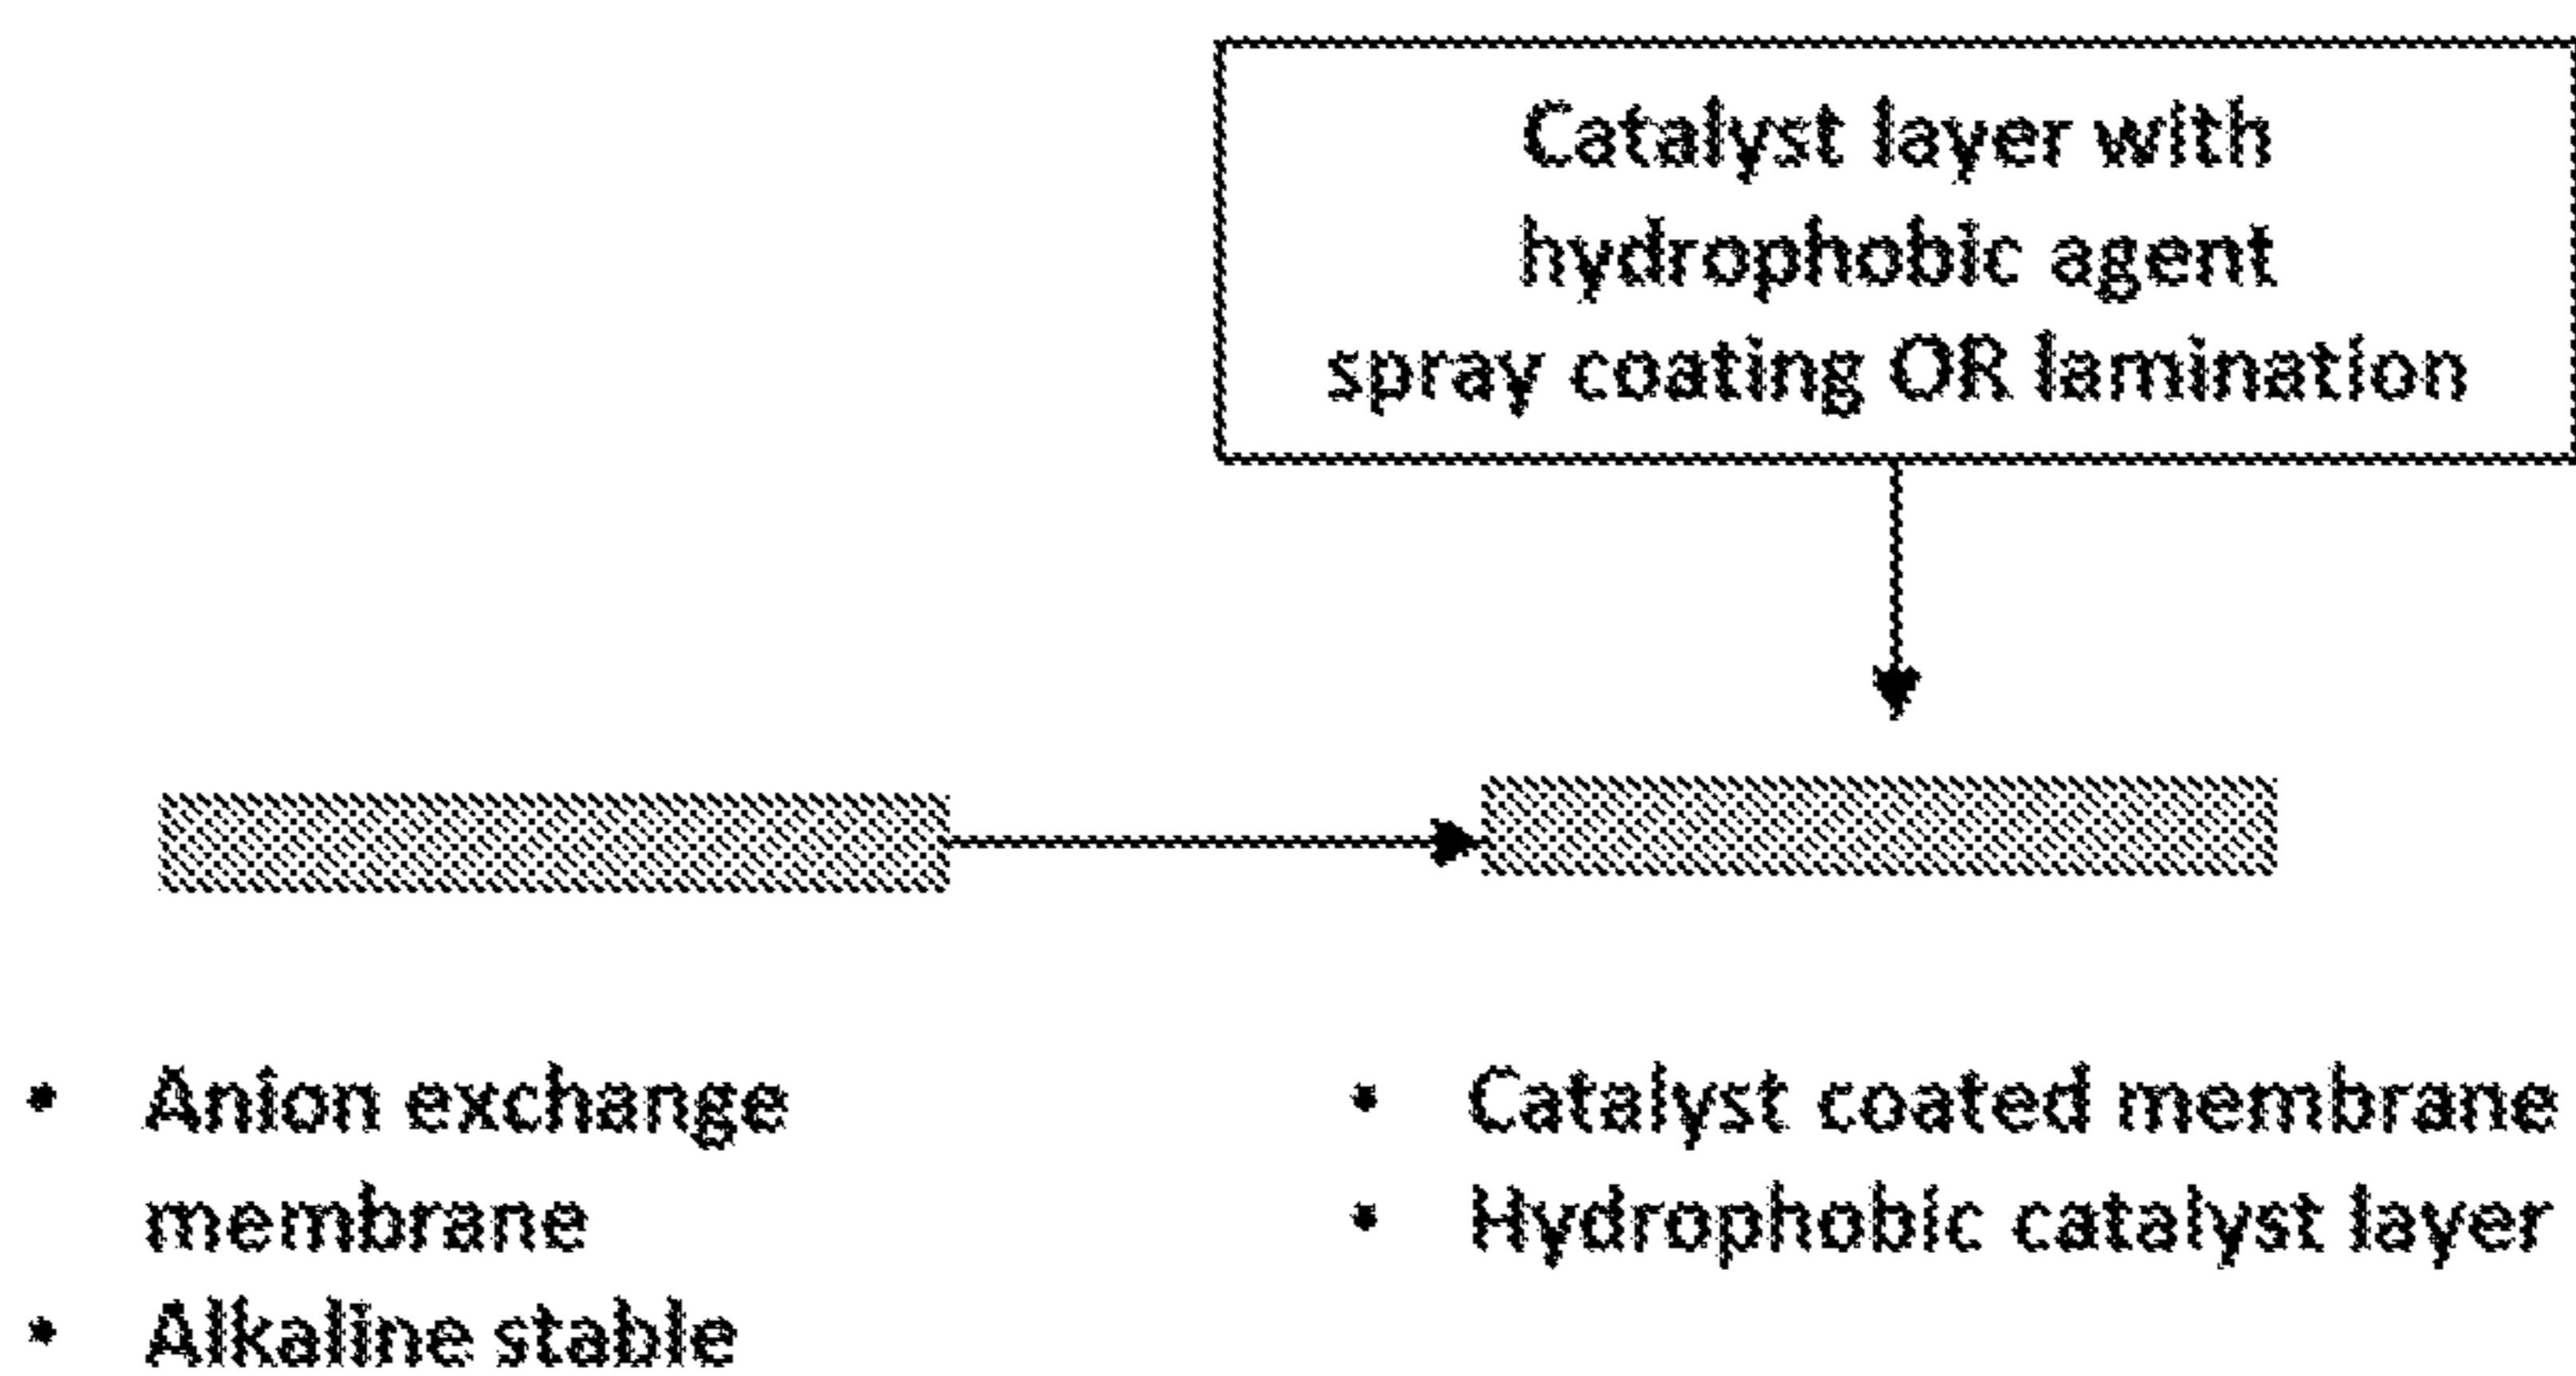 Catalyst layer with
hydrophobic agent
spray coating OR lamination
• Anion exchange
membrane
• Alkaline stable
• Catalyst coated membrane
• Hydrophobic catalyst layer